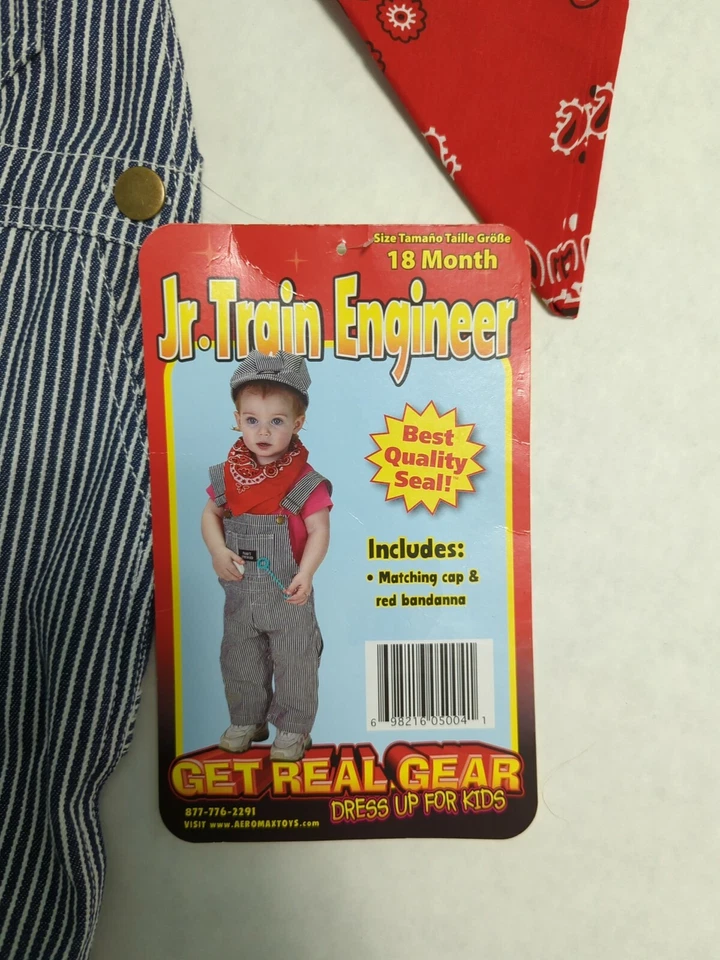 Size Tamaño Taille Größe
18 Month
Jr. Train Engineer
Best
Quality
Seal!™
Includes:
• Matching cap &
red bandanna
6 98216 05004 1
GET REAL GEAR
DRESS UP FOR KIDS
877-776-2291
VISIT www.AEROMAXTOYS.com